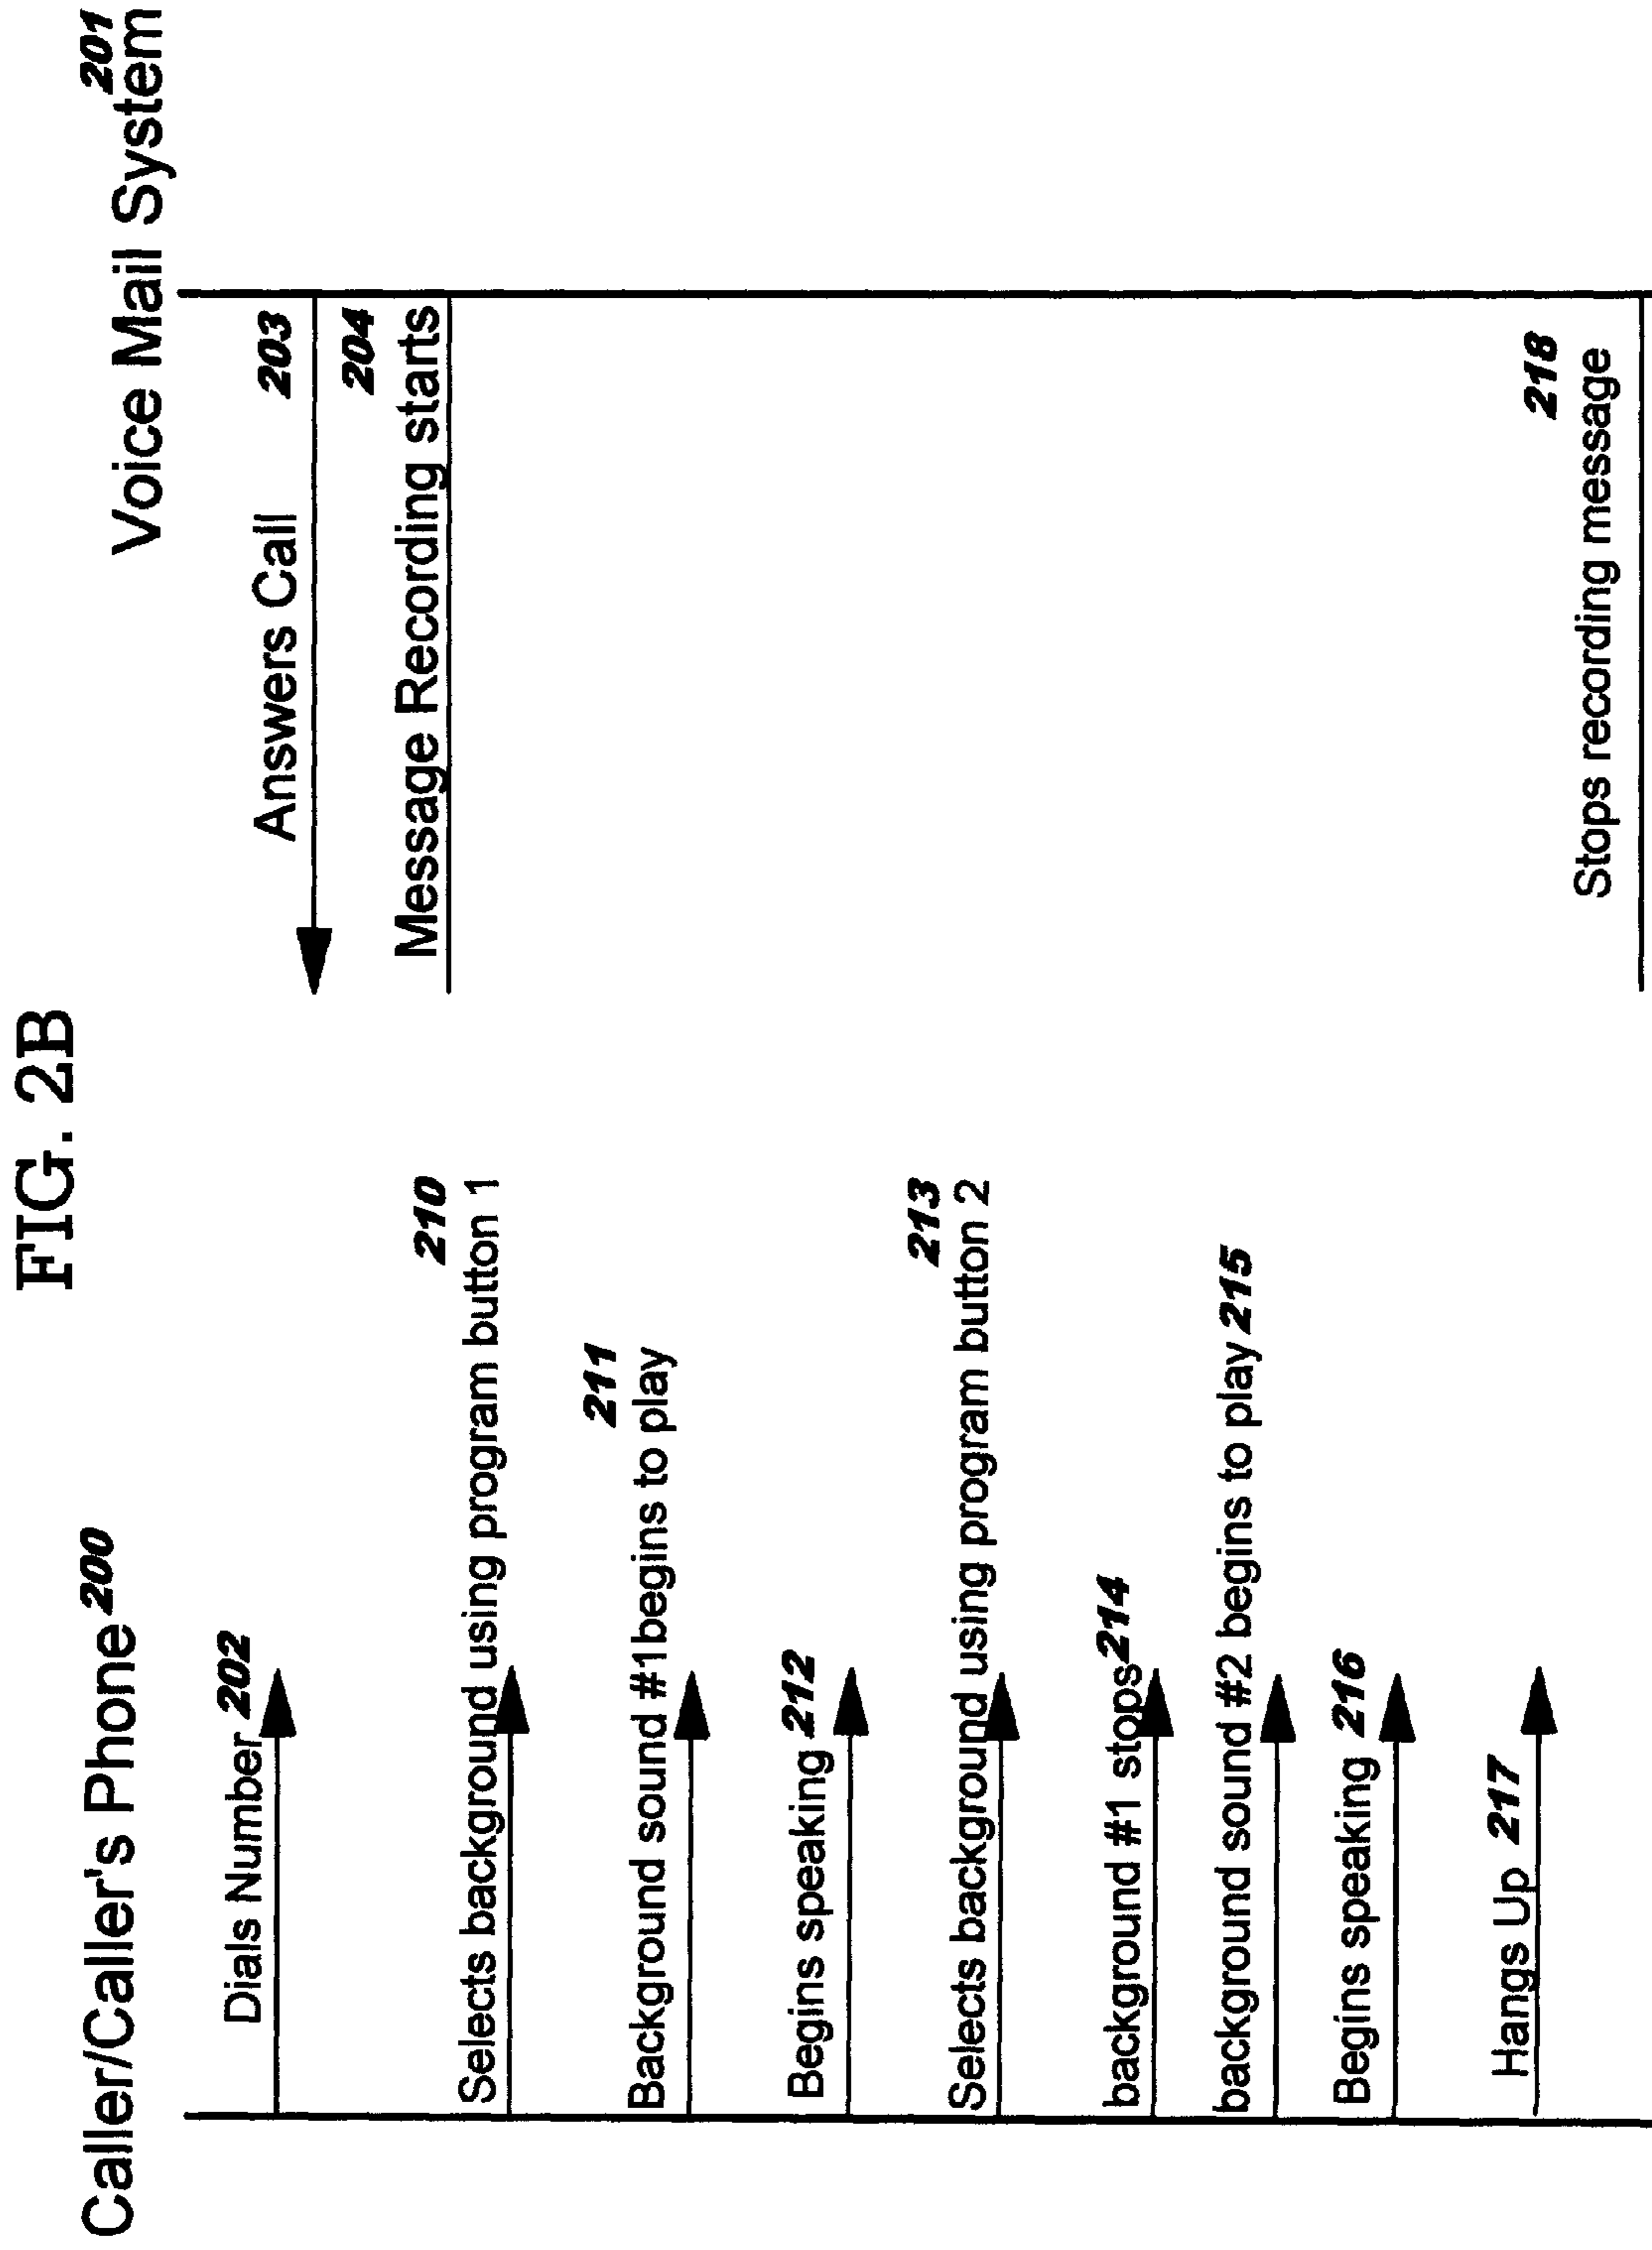 FIG. 2B
Caller/Caller's Phone 200
Voice Mail System 201
Dials Number 202
Answers Call 203
204
Message Recording starts
210
Selects background using program button 1
211
Background sound #1begins to play
Begins speaking 212
213
Selects background using program button 2
background #1 stops 214
background sound #2 begins to play 215
Begins speaking 216
Hangs Up 217
218
Stops recording message